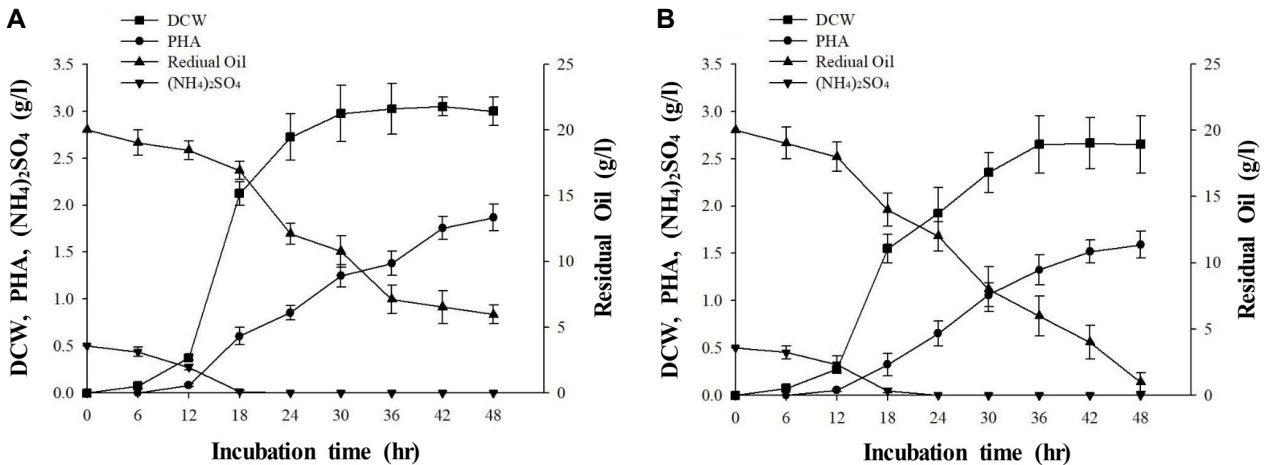 A
DCW
PHA
Rediual Oil
(NH₄)₂SO₄
DCW, PHA, (NH₄)₂SO₄ (g/l)
3.5
3.0
2.5
2.0
1.5
1.0
0.5
0.0
25
20
15
10
5
0
Residual Oil (g/l)
0 6 12 18 24 30 36 42 48
Incubation time (hr)
B
DCW
PHA
Rediual Oil
(NH₄)₂SO₄
DCW, PHA, (NH₄)₂SO₄ (g/l)
3.5
3.0
2.5
2.0
1.5
1.0
0.5
0.0
25
20
15
10
5
0
Residual Oil (g/l)
0 6 12 18 24 30 36 42 48
Incubation time (hr)